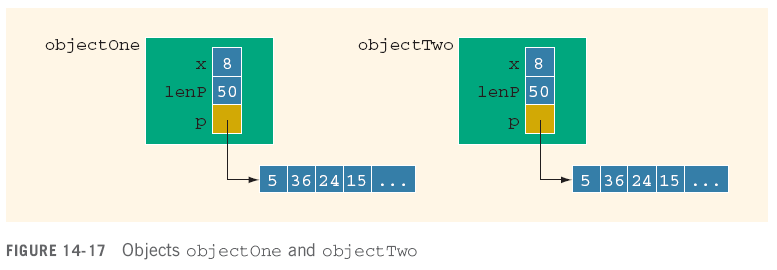 objectOne
x 8
lenP 50
p
5 36 24 15 ...
objectTwo
x 8
lenP 50
p
5 36 24 15 ...
FIGURE 14-17 Objects objectOne and objectTwo